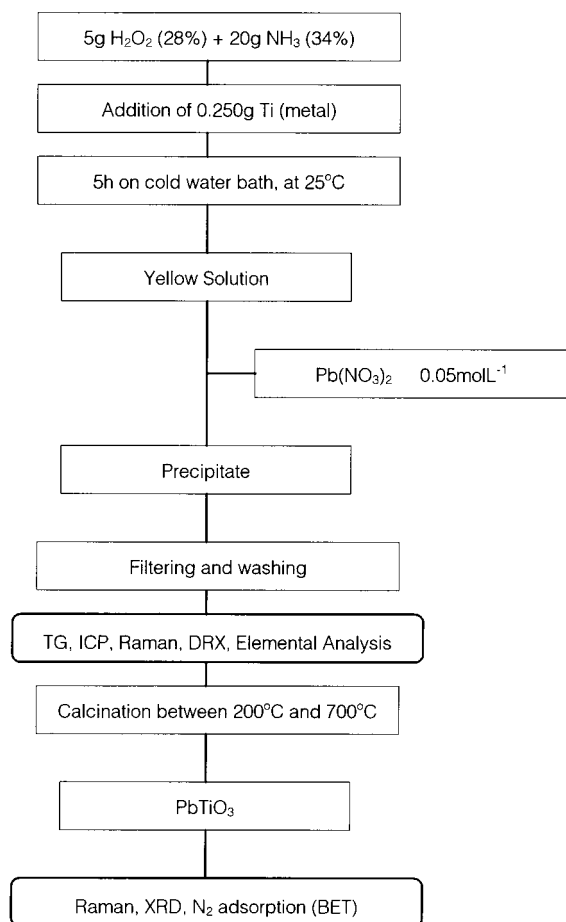 5g H₂O₂ (28%) + 20g NH₃ (34%)
Addition of 0.250g Ti (metal)
5h on cold water bath, at 25°C
Yellow Solution
Pb(NO₃)₂ 0.05molL⁻¹
Precipitate
Filtering and washing
TG, ICP, Raman, DRX, Elemental Analysis
Calcination between 200°C and 700°C
PbTiO₃
Raman, XRD, N₂ adsorption (BET)